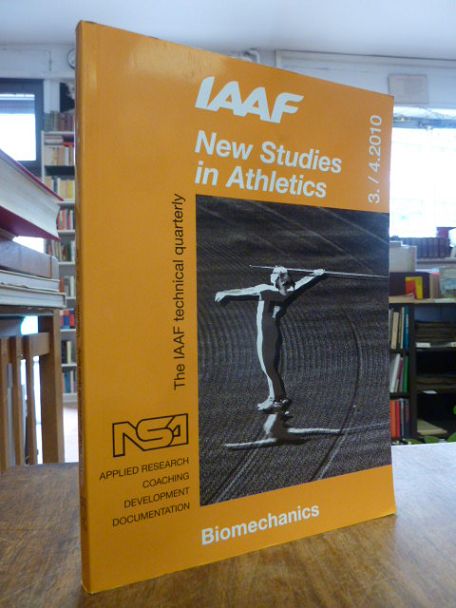 IAAF
New Studies
in Athletics
3./4.2010
The IAAF technical quarterly
NSA
APPLIED RESEARCH
COACHING
DEVELOPMENT
DOCUMENTATION
Biomechanics